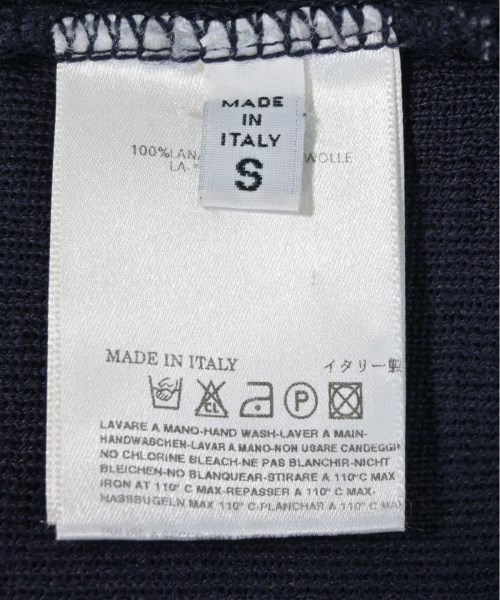 MADE
IN
ITALY
S
100%LANA WOLLE
LA-
MADE IN ITALY イタリー製
CL P
LAVARE A MANO-HAND WASH-LAVER A MAIN-
HANDWASCHEN-LAVAR A MANO-NON USARE CANDEGGI
NO CHLORINE BLEACH-NE PAS BLANCHIR-NICHT
BLEICHEN-NO BLANQUEAR-STIRARE A 110°C MAX
IRON AT 110° C MAX-REPASSER A 110° C MAX-
NASSBUGELN MAX 110° C-PLANCHAR A 110° C MAX